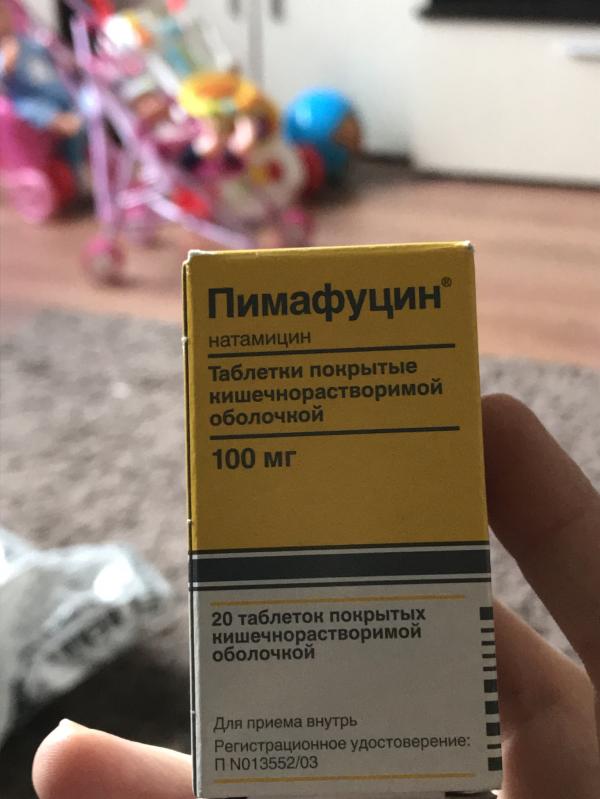 Пимафуцин®
натамицин
Таблетки покрытые
кишечнорастворимой
оболочкой
100 мг
20 таблеток покрытых
кишечнорастворимой
оболочкой
Для приема внутрь
Регистрационное удостоверение:
П N013552/03